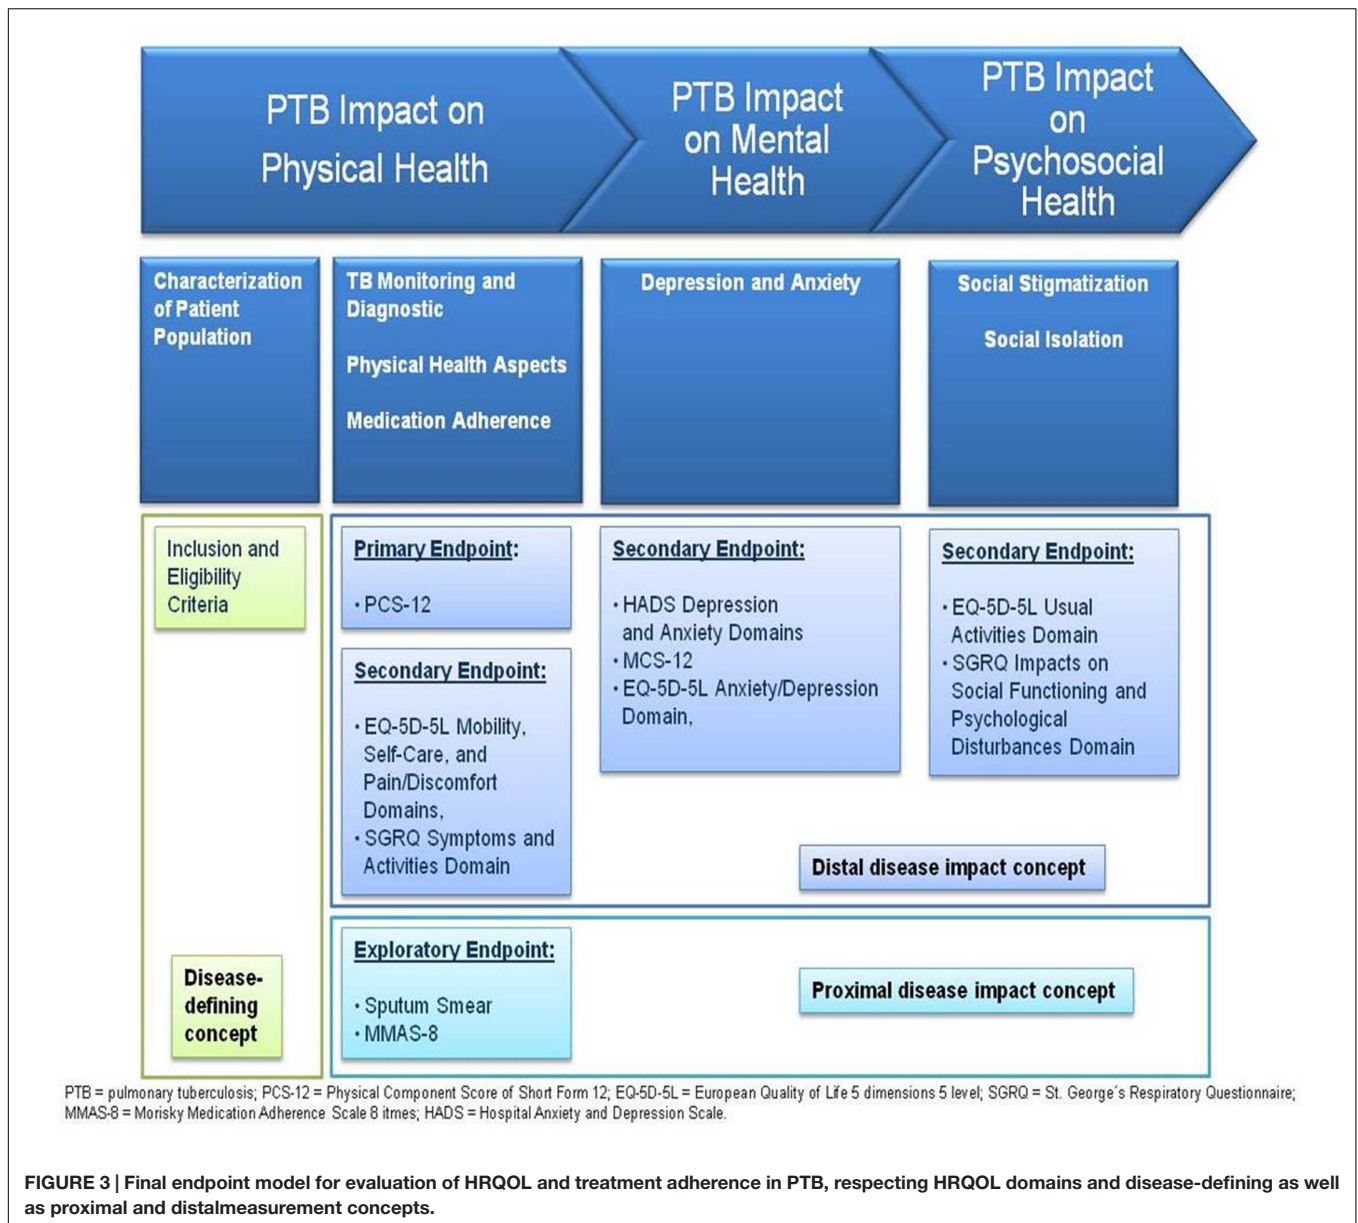 PTB Impact on
Physical Health
PTB Impact
on Mental
Health
PTB Impact
on
Psychosocial
Health
Characterization
of Patient
Population
TB Monitoring and
Diagnostic
Physical Health Aspects
Medication Adherence
Depression and Anxiety
Social Stigmatization
Social Isolation
Inclusion and
Eligibility
Criteria
Disease-
defining
concept
Primary Endpoint:
• PCS-12
Secondary Endpoint:
• EQ-5D-5L Mobility,
Self-Care, and
Pain/Discomfort
Domains,
• SGRQ Symptoms and
Activities Domain
Secondary Endpoint:
• HADS Depression
and Anxiety Domains
• MCS-12
• EQ-5D-5L Anxiety/Depression
Domain,
Secondary Endpoint:
• EQ-5D-5L Usual
Activities Domain
• SGRQ Impacts on
Social Functioning and
Psychological
Disturbances Domain
Distal disease impact concept
Exploratory Endpoint:
• Sputum Smear
• MMAS-8
Proximal disease impact concept
PTB = pulmonary tuberculosis; PCS-12 = Physical Component Score of Short Form 12; EQ-5D-5L = European Quality of Life 5 dimensions 5 level; SGRQ = St. George´s Respiratory Questionnaire;
MMAS-8 = Morisky Medication Adherence Scale 8 itmes; HADS = Hospital Anxiety and Depression Scale.
FIGURE 3 | Final endpoint model for evaluation of HRQOL and treatment adherence in PTB, respecting HRQOL domains and disease-defining as well
as proximal and distalmeasurement concepts.